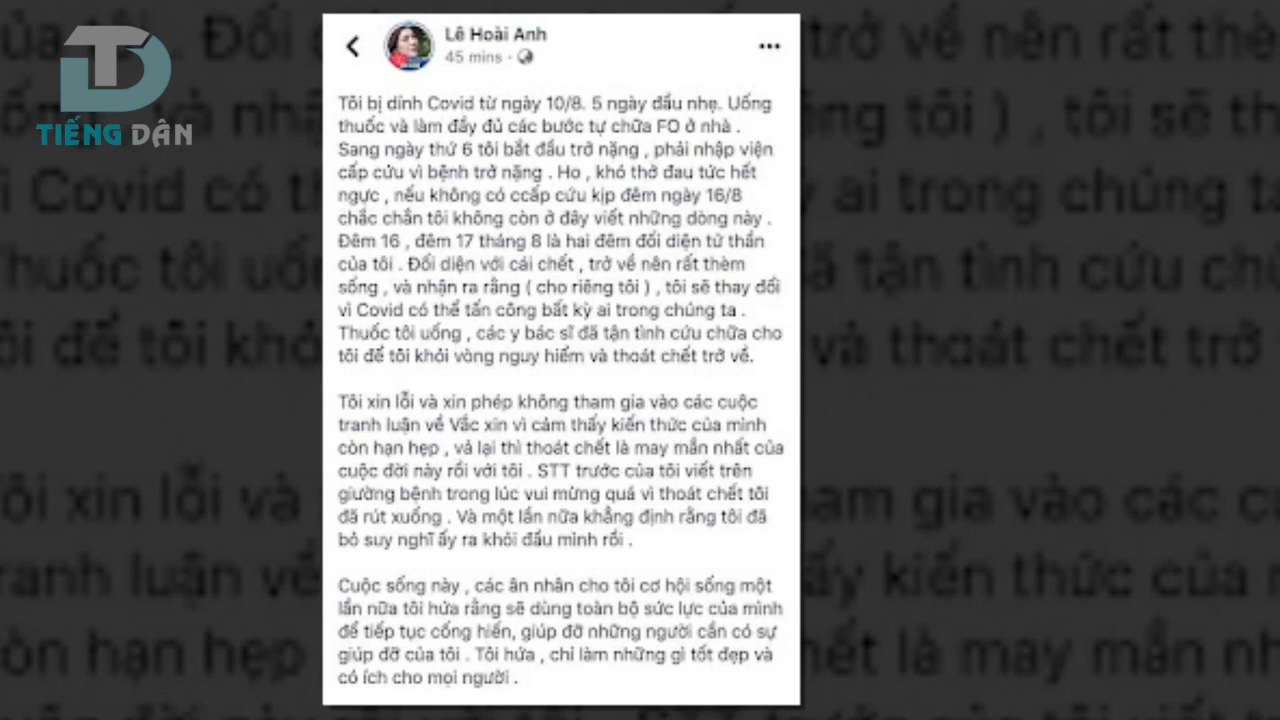 TIẾNG DÂN
Lê Hoài Anh
45 mins ·
Tôi bị dính Covid từ ngày 10/8. 5 ngày đầu nhẹ. Uống
thuốc và làm đầy đủ các bước tự chữa FO ở nhà .
Sang ngày thứ 6 tôi bắt đầu trở nặng , phải nhập viện
cấp cứu vì bệnh trở nặng . Ho , khó thở đau tức hết
ngực , nếu không có ccấp cứu kịp đêm ngày 16/8
chắc chắn tôi không còn ở đây viết những dòng này .
Đêm 16 , đêm 17 tháng 8 là hai đêm đối diện tử thần
của tôi . Đối diện với cái chết , trở về nên rất thèm
sống , và nhận ra rằng ( cho riêng tôi ) , tôi sẽ thay đổi
vì Covid có thể tấn công bất kỳ ai trong chúng ta .
Thuốc tôi uống , các y bác sĩ đã tận tình cứu chữa cho
tôi để tôi khỏi vòng nguy hiểm và thoát chết trở về.
Tôi xin lỗi và xin phép không tham gia vào các cuộc
tranh luận về Vắc xin vì cảm thấy kiến thức của mình
còn hạn hẹp , vả lại thì thoát chết là may mắn nhất của
cuộc đời này rồi với tôi . STT trước của tôi viết trên
giường bệnh trong lúc vui mừng quá vì thoát chết tôi
đã rút xuống . Và một lần nữa khẳng định rằng tôi đã
bỏ suy nghĩ ấy ra khỏi đầu mình rồi .
Cuộc sống này , các ân nhân cho tôi cơ hội sống một
lần nữa tôi hứa rằng sẽ dùng toàn bộ sức lực của mình
để tiếp tục cống hiến, giúp đỡ những người cần có sự
giúp đỡ của tôi . Tôi hứa , chỉ làm những gì tốt đẹp và
có ích cho mọi người .